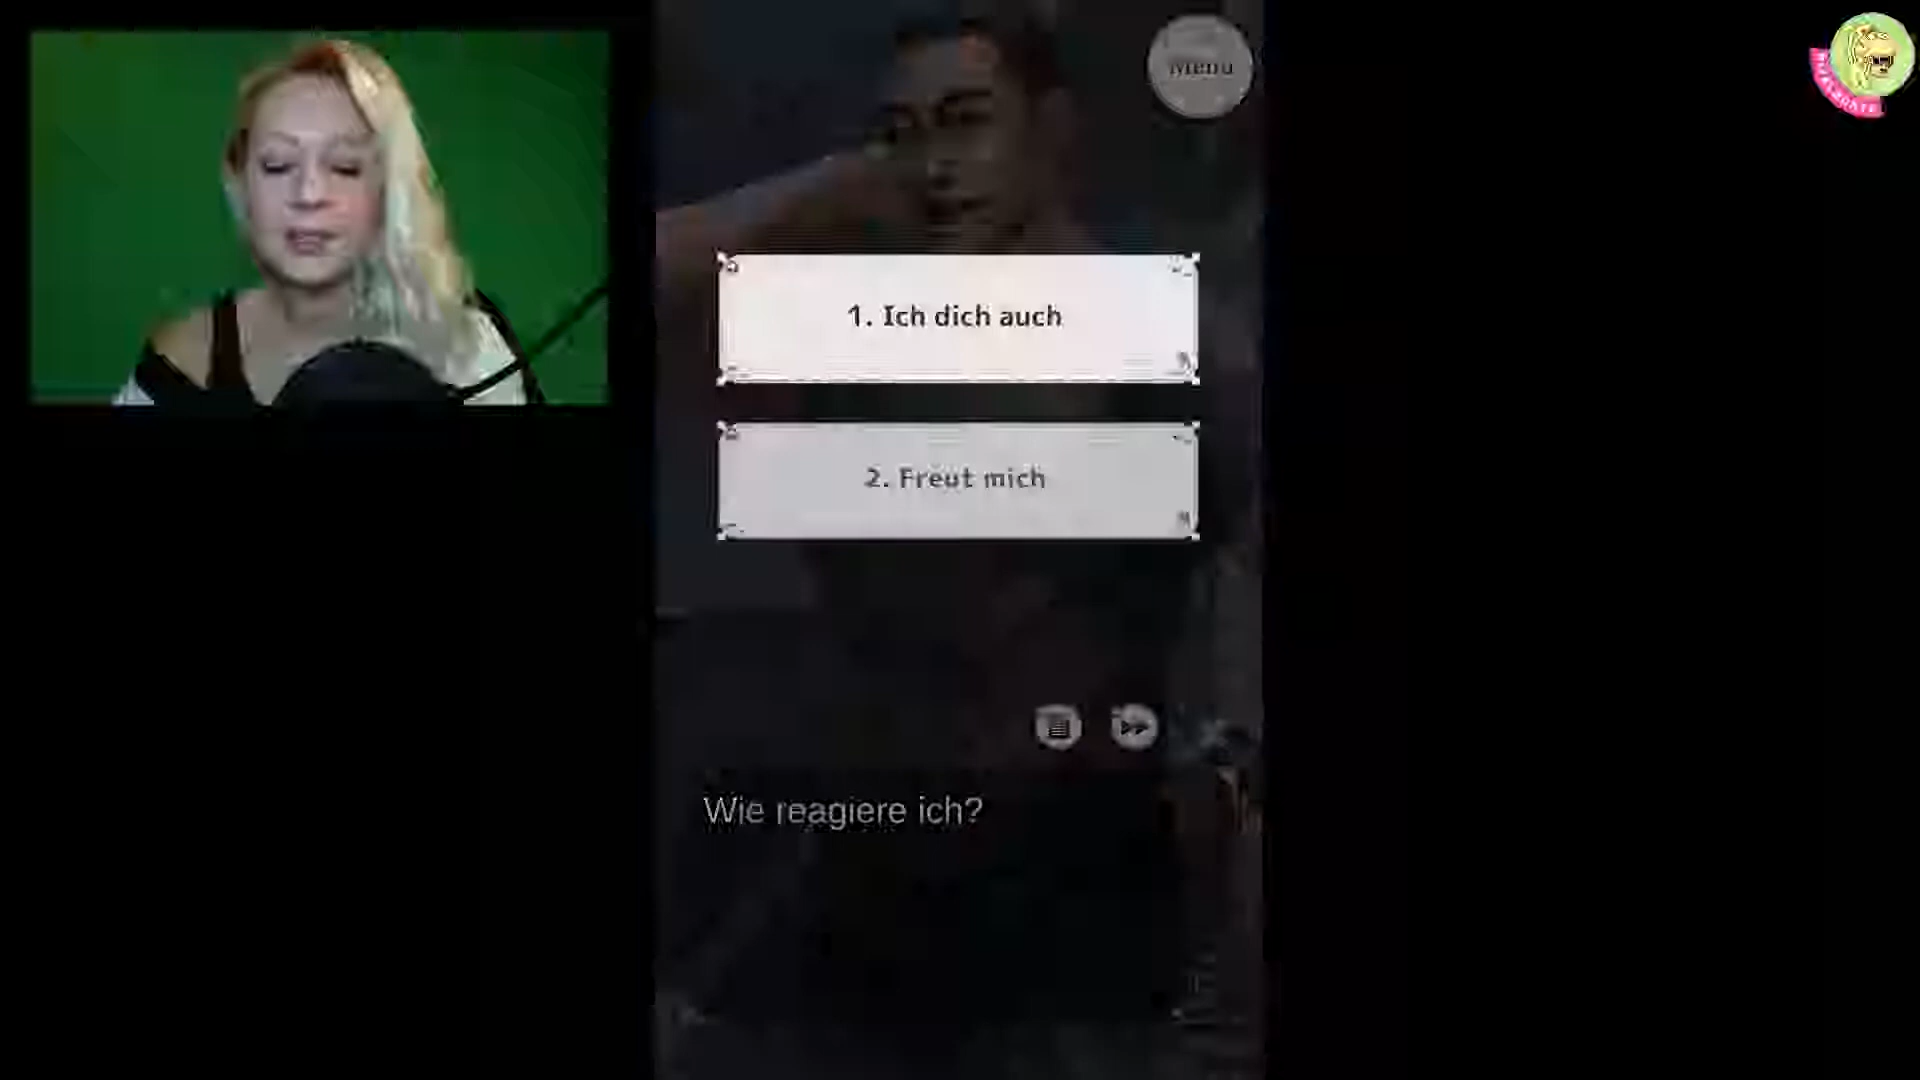 Menu
1. Ich dich auch
2. Freut mich
Wie reagiere ich?